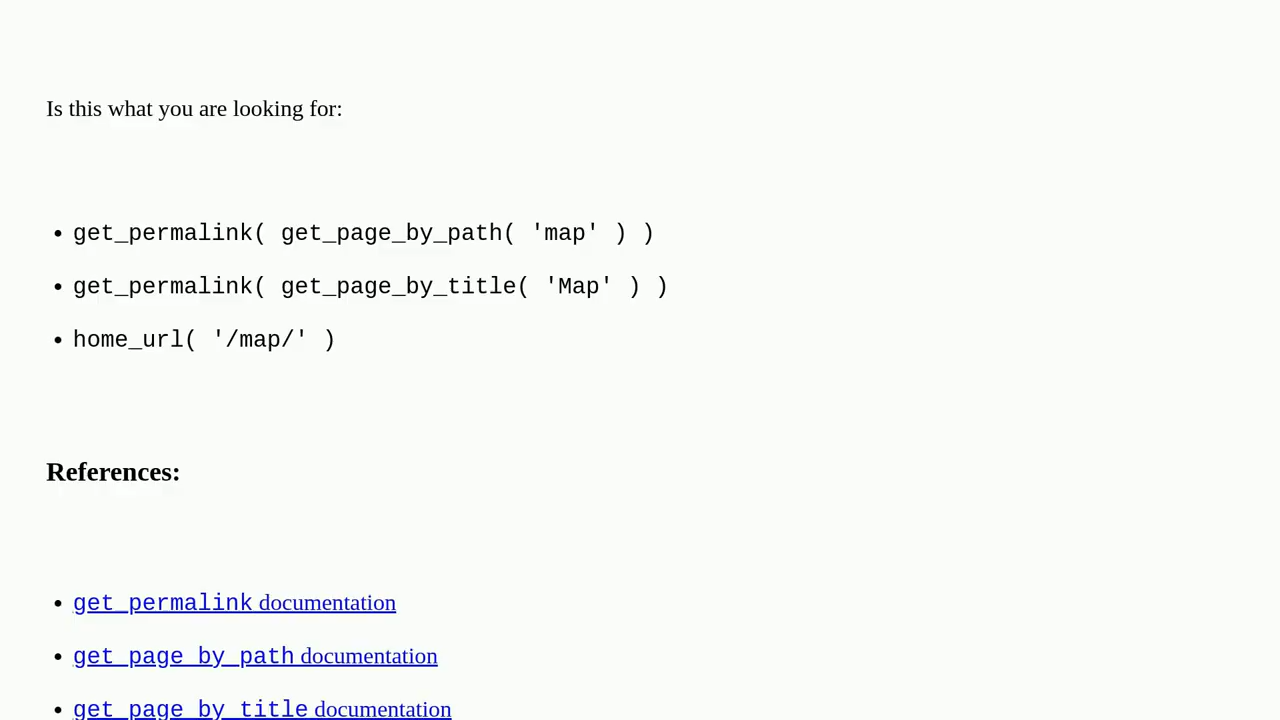 Is this what you are looking for:
• get_permalink( get_page_by_path( 'map' ) )
• get_permalink( get_page_by_title( 'Map' ) )
• home_url( '/map/' )
References:
• get_permalink documentation
• get_page_by_path documentation
• get_page_by_title documentation